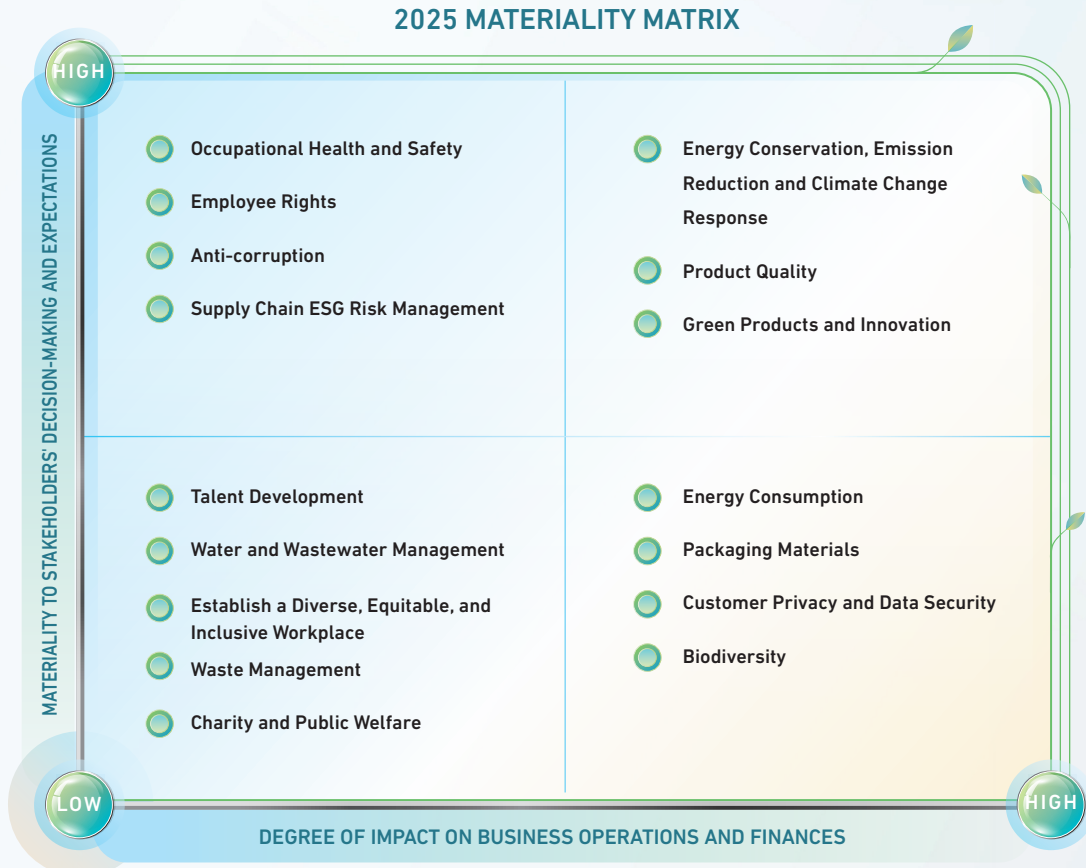 2025 MATERIALITY MATRIX
HIGH
MATERIALITY TO STAKEHOLDERS' DECISION-MAKING AND EXPECTATIONS
Occupational Health and Safety
Employee Rights
Anti-corruption
Supply Chain ESG Risk Management
Energy Conservation, Emission
Reduction and Climate Change
Response
Product Quality
Green Products and Innovation
Talent Development
Water and Wastewater Management
Establish a Diverse, Equitable, and
Inclusive Workplace
Waste Management
Charity and Public Welfare
Energy Consumption
Packaging Materials
Customer Privacy and Data Security
Biodiversity
LOW
HIGH
DEGREE OF IMPACT ON BUSINESS OPERATIONS AND FINANCES